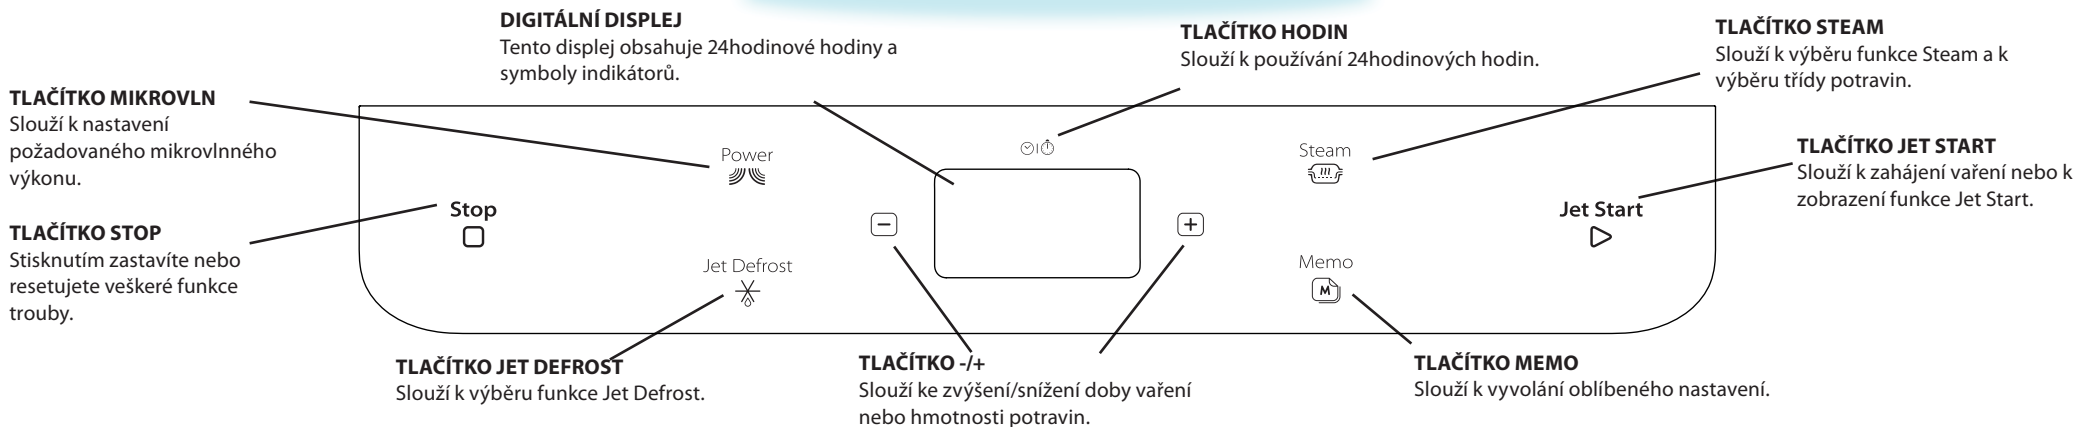 DIGITÁLNÍ DISPLEJ
Tento displej obsahuje 24hodinové hodiny a
symboly indikátorů.
TLAČÍTKO HODIN
Slouží k používání 24hodinových hodin.
TLAČÍTKO STEAM
Slouží k výběru funkce Steam a k
výběru třídy potravin.
TLAČÍTKO MIKROVLN
Slouží k nastavení
požadovaného mikrovlnného
výkonu.
TLAČÍTKO JET START
Slouží k zahájení vaření nebo k
zobrazení funkce Jet Start.
TLAČÍTKO STOP
Stisknutím zastavíte nebo
resetujete veškeré funkce
trouby.
Power
Steam
Stop
Jet Start
Jet Defrost
Memo
M
TLAČÍTKO JET DEFROST
Slouží k výběru funkce Jet Defrost.
TLAČÍTKO -/+
Slouží ke zvýšení/snížení doby vaření
nebo hmotnosti potravin.
TLAČÍTKO MEMO
Slouží k vyvolání oblíbeného nastavení.